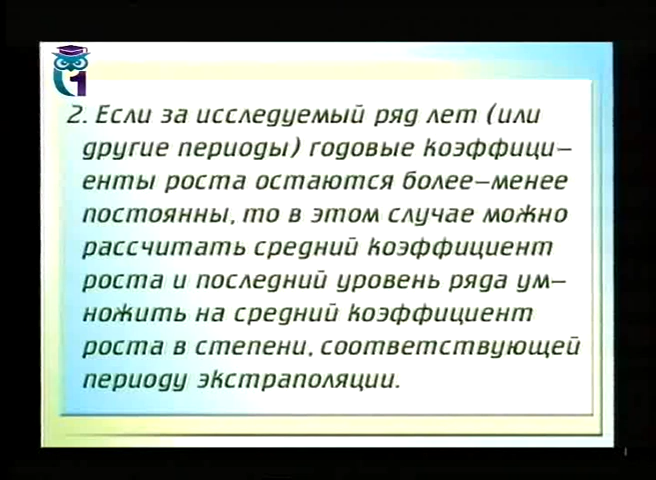 1
2. Если за исследуемый ряд лет (или
другие периоды) годовые коэффици-
енты роста остаются более-менее
постоянны, то в этом случае можно
рассчитать средний коэффициент
роста и последний уровень ряда ум-
ножить на средний коэффициент
роста в степени, соответствующей
периоду экстраполяции.